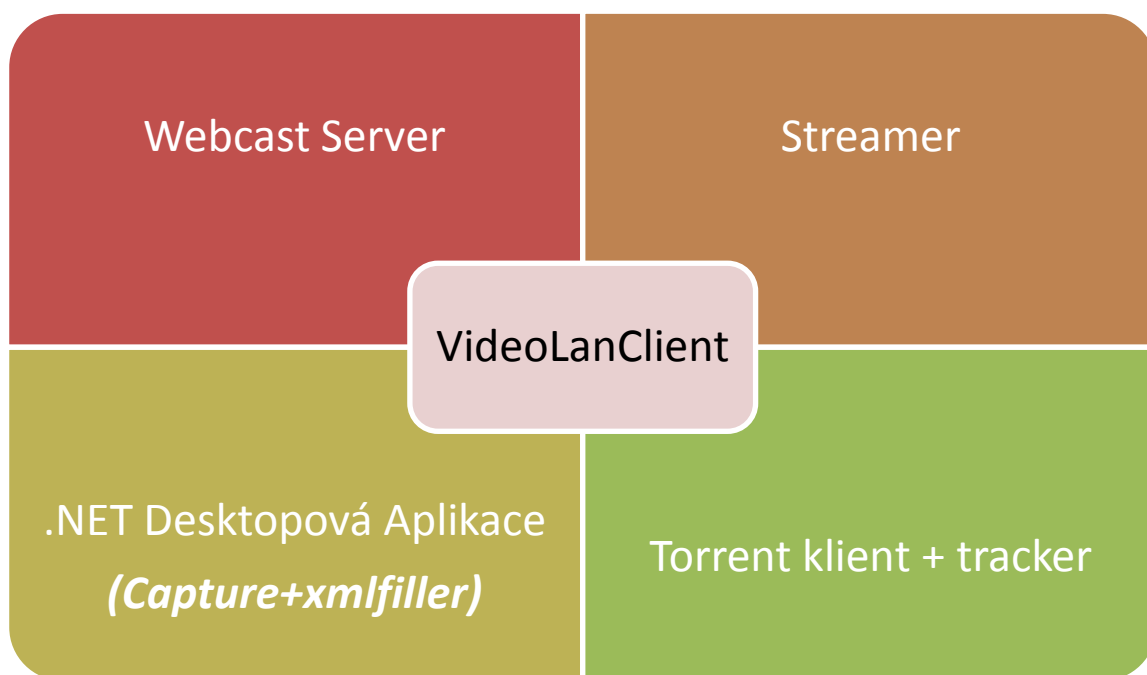 Webcast Server
Streamer
VideoLanClient
.NET Desktopová Aplikace
(Capture+xmlfiller)
Torrent klient + tracker